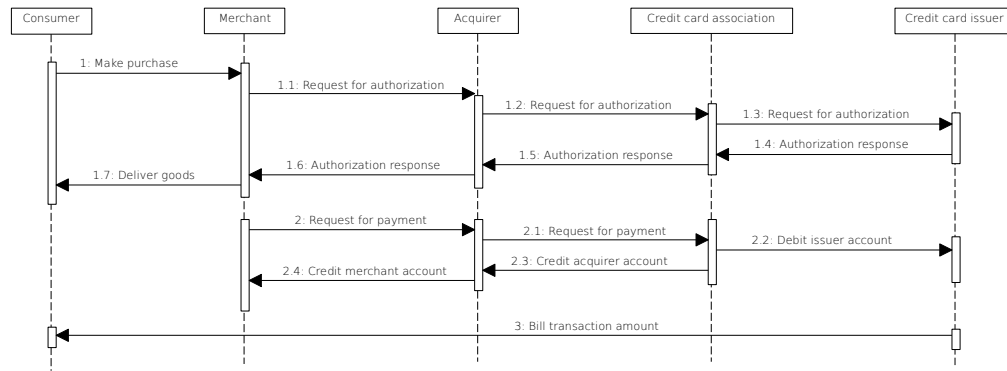 Consumer
Merchant
Acquirer
Credit card association
Credit card issuer
1: Make purchase
1.1: Request for authorization
1.2: Request for authorization
1.3: Request for authorization
1.4: Authorization response
1.5: Authorization response
1.6: Authorization response
1.7: Deliver goods
2: Request for payment
2.1: Request for payment
2.2: Debit issuer account
2.3: Credit acquirer account
2.4: Credit merchant account
3: Bill transaction amount